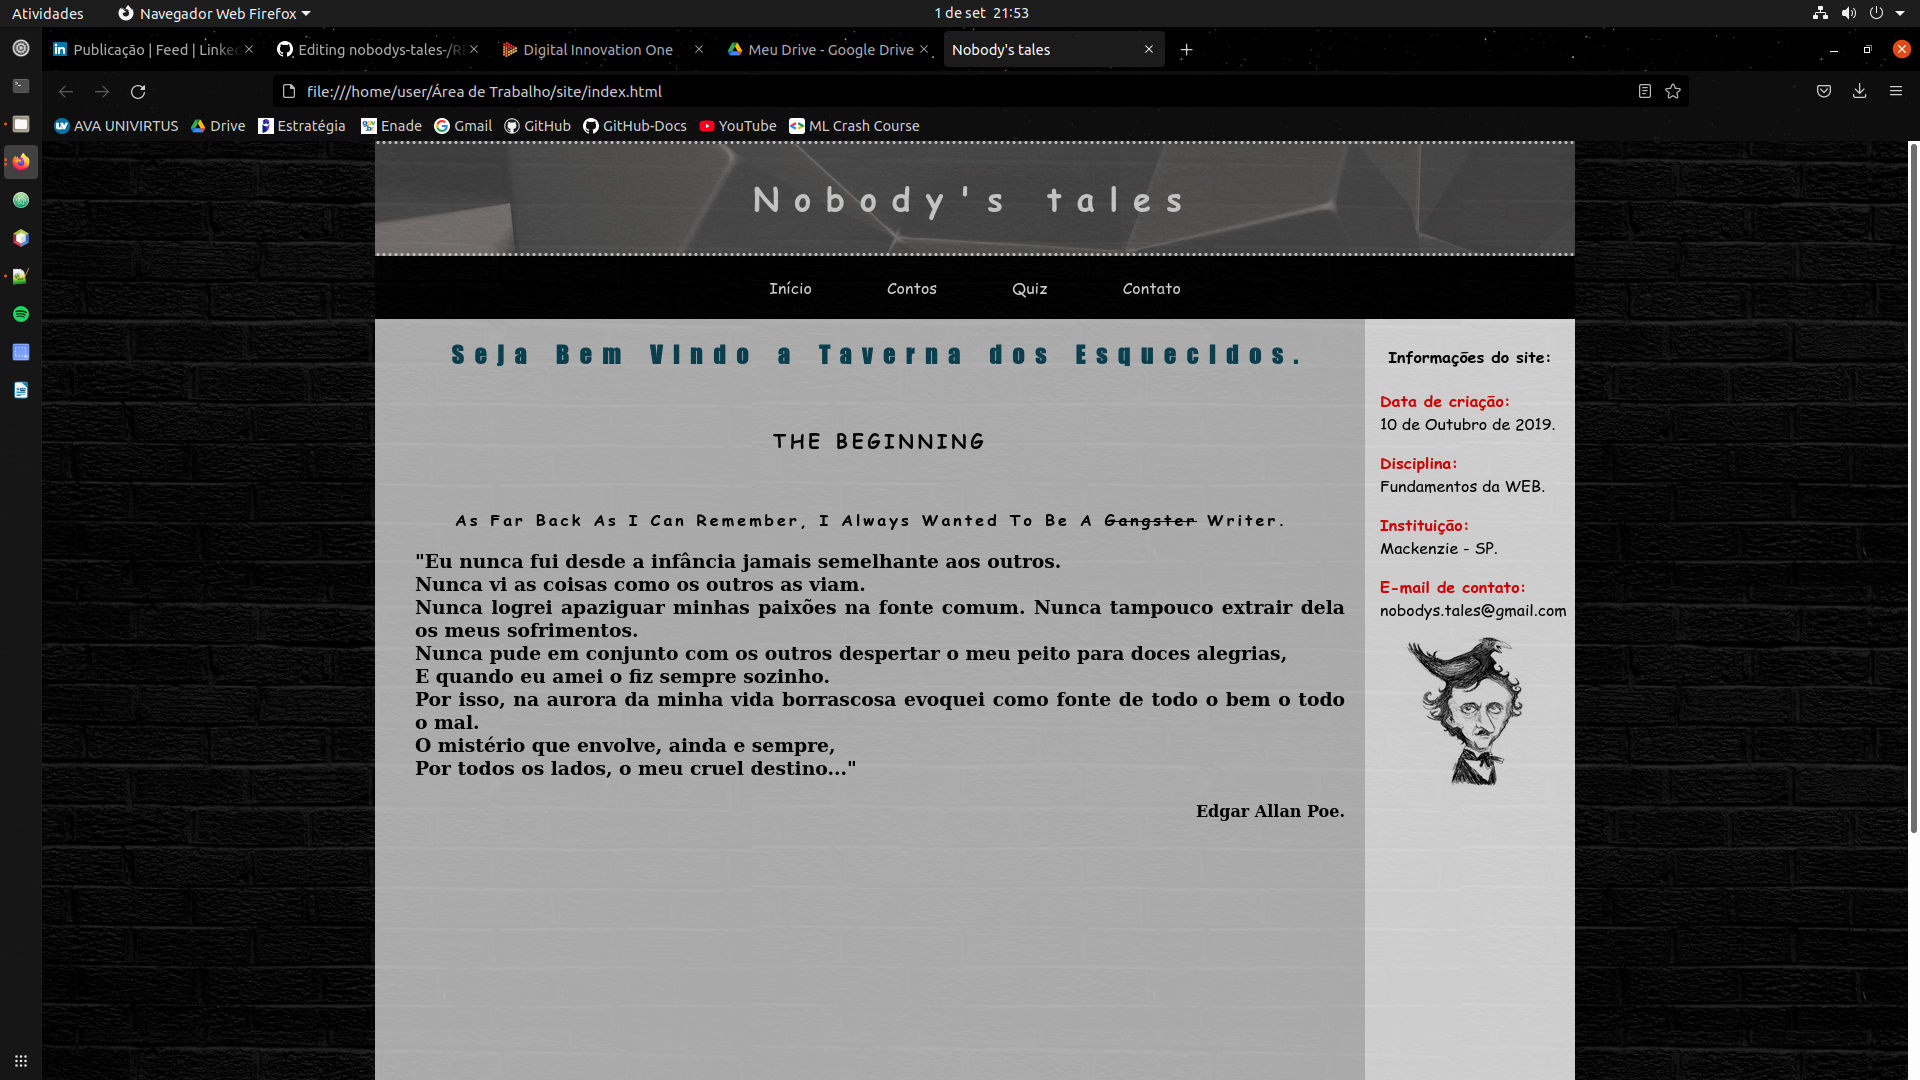 Atividades
Navegador Web Firefox
1 de set 21:53
Publicação | Feed | Linked
Editing nobodys-tales-/R
Digital Innovation One
Meu Drive - Google Drive
Nobody's tales
file:///home/user/Área de Trabalho/site/index.html
AVA UNIVIRTUS
Drive
Estratégia
Enade
Gmail
GitHub
GitHub-Docs
YouTube
ML Crash Course
Nobody's tales
Início
Contos
Quiz
Contato
Seja Bem Vindo a Taverna dos Esquecidos.
THE BEGINNING
As Far Back As I Can Remember, I Always Wanted To Be A Gangster Writer.
"Eu nunca fui desde a infância jamais semelhante aos outros.
Nunca vi as coisas como os outros as viam.
Nunca logrei apaziguar minhas paixões na fonte comum. Nunca tampouco extrair dela
os meus sofrimentos.
Nunca pude em conjunto com os outros despertar o meu peito para doces alegrias,
E quando eu amei o fiz sempre sozinho.
Por isso, na aurora da minha vida borrascosa evoquei como fonte de todo o bem o todo
o mal.
O mistério que envolve, ainda e sempre,
Por todos os lados, o meu cruel destino..."
Edgar Allan Poe.
Informações do site:
Data de criação:
10 de Outubro de 2019.
Disciplina:
Fundamentos da WEB.
Instituição:
Mackenzie - SP.
E-mail de contato:
nobodys.tales@gmail.com